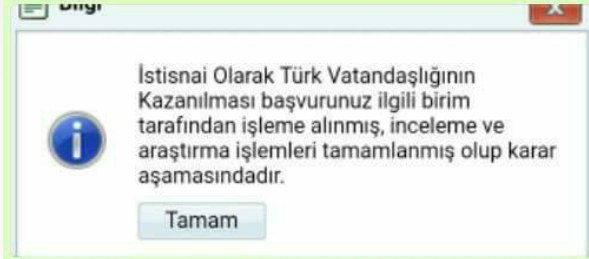 Bilgi
İstisnai Olarak Türk Vatandaşlığının
Kazanılması başvurunuz ilgili birim
tarafından işleme alınmış, inceleme ve
araştırma işlemleri tamamlanmış olup karar
aşamasındadır.
Tamam